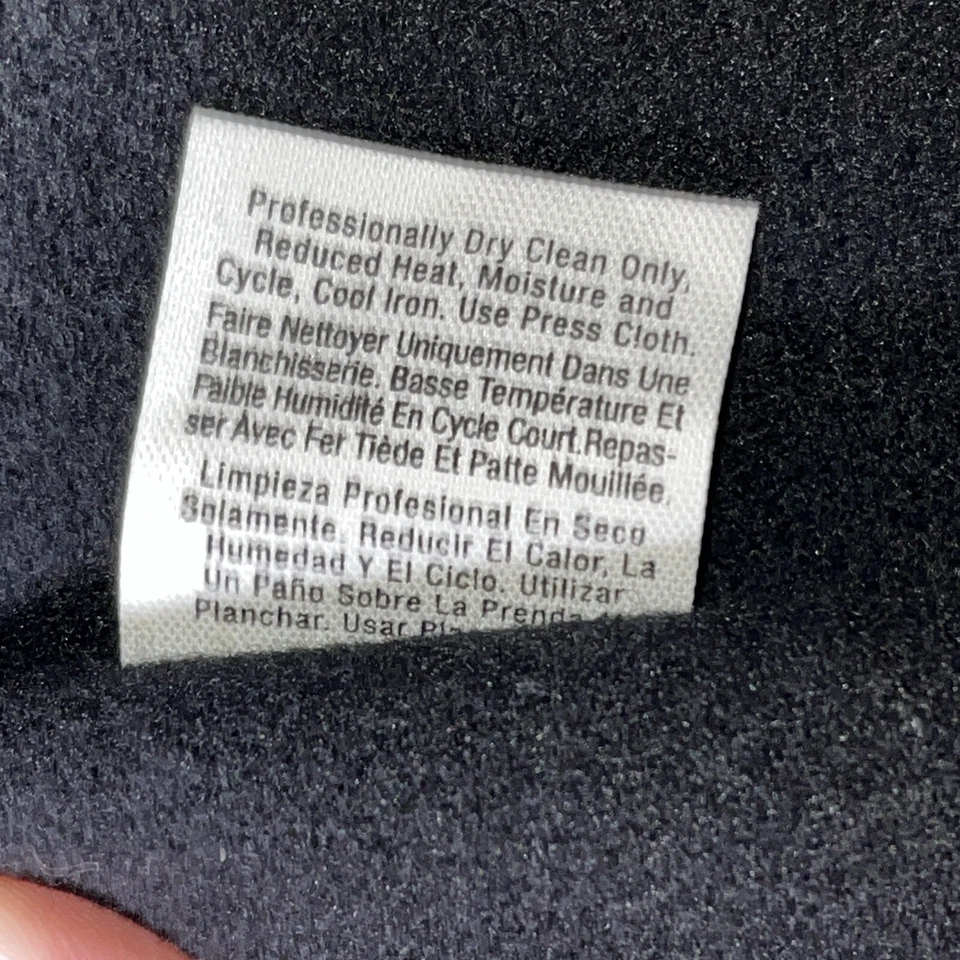 Professionally Dry Clean Only,
Reduced Heat, Moisture and
Cycle, Cool Iron. Use Press Cloth.
Faire Nettoyer Uniquement Dans Une
Blanchisserie. Basse Température Et
Faible Humidité En Cycle Court.Repas-
ser Avec Fer Tiède Et Patte Mouillée.
Limpieza Profesional En Seco
Solamente. Reducir El Calor, La
Humedad Y El Ciclo. Utilizar
Un Paño Sobre La Prenda
Planchar. Usar